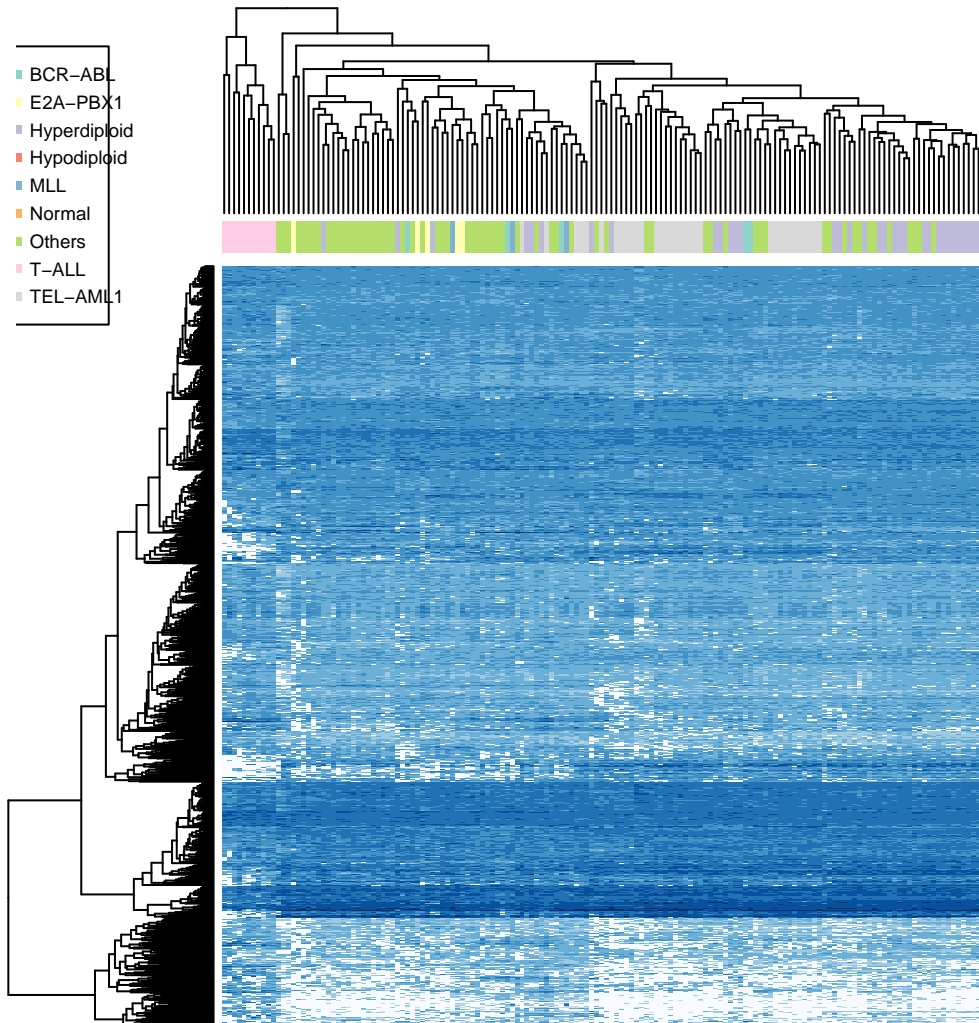 BCR−ABL
E2A−PBX1
Hyperdiploid
Hypodiploid
MLL
Normal
Others
T−ALL
TEL−AML1